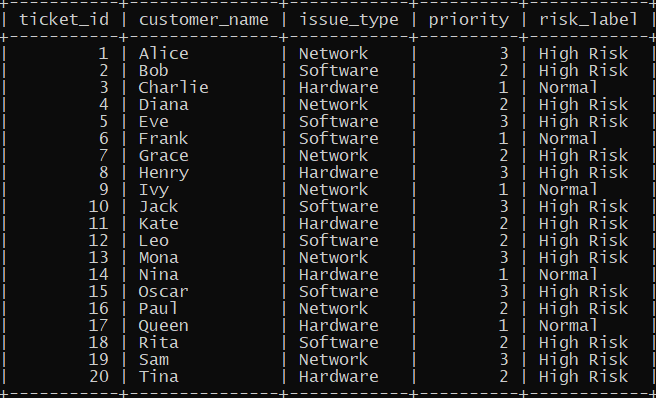 +-----------+---------------+------------+----------+------------+
| ticket_id | customer_name | issue_type | priority | risk_label |
+-----------+---------------+------------+----------+------------+
|         1 | Alice         | Network    |        3 | High Risk  |
|         2 | Bob           | Software   |        2 | High Risk  |
|         3 | Charlie       | Hardware   |        1 | Normal     |
|         4 | Diana         | Network    |        2 | High Risk  |
|         5 | Eve           | Software   |        3 | High Risk  |
|         6 | Frank         | Software   |        1 | Normal     |
|         7 | Grace         | Network    |        2 | High Risk  |
|         8 | Henry         | Hardware   |        3 | High Risk  |
|         9 | Ivy           | Network    |        1 | Normal     |
|        10 | Jack          | Software   |        3 | High Risk  |
|        11 | Kate          | Hardware   |        2 | High Risk  |
|        12 | Leo           | Software   |        2 | High Risk  |
|        13 | Mona          | Network    |        3 | High Risk  |
|        14 | Nina          | Hardware   |        1 | Normal     |
|        15 | Oscar         | Software   |        3 | High Risk  |
|        16 | Paul          | Network    |        2 | High Risk  |
|        17 | Queen         | Hardware   |        1 | Normal     |
|        18 | Rita          | Software   |        2 | High Risk  |
|        19 | Sam           | Network    |        3 | High Risk  |
|        20 | Tina          | Hardware   |        2 | High Risk  |
+-----------+---------------+------------+----------+------------+